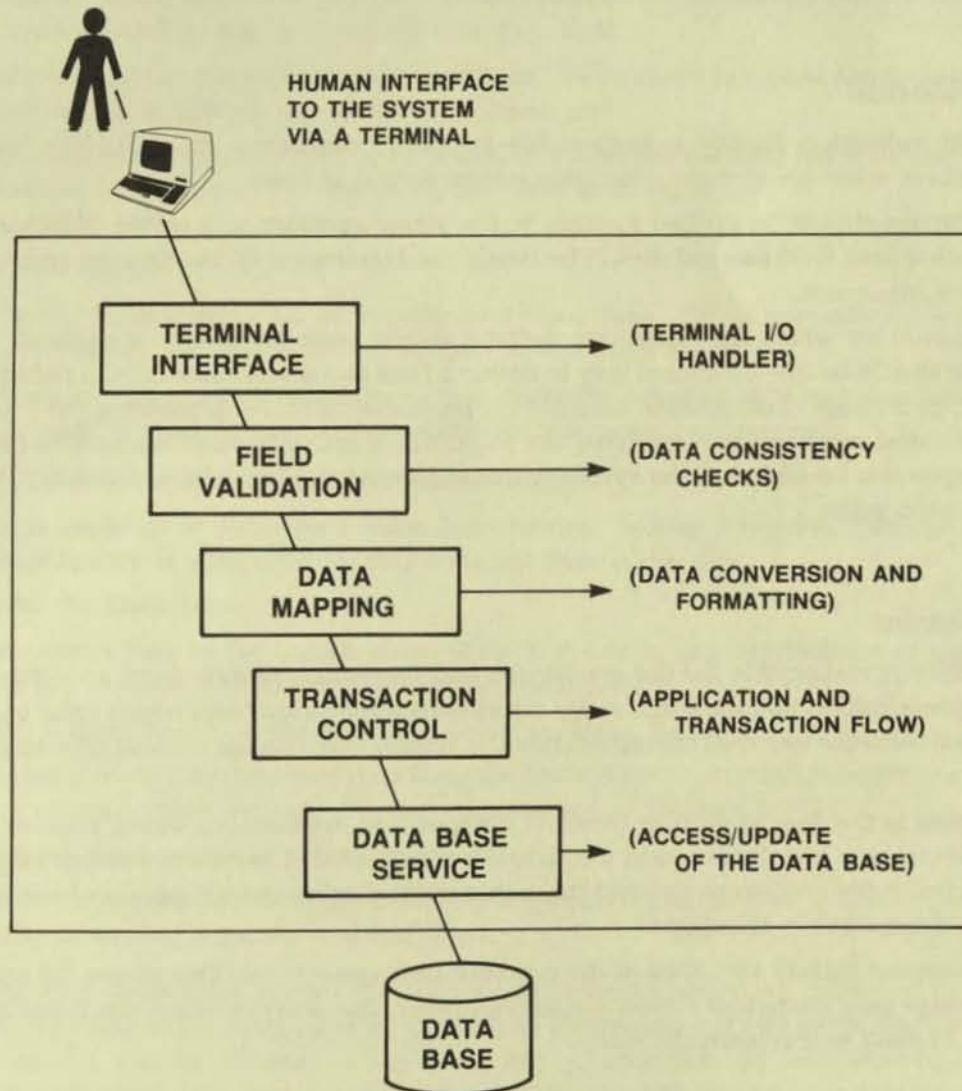 HUMAN INTERFACE
TO THE SYSTEM
VIA A TERMINAL
TERMINAL
INTERFACE
(TERMINAL I/O
HANDLER)
FIELD
VALIDATION
(DATA CONSISTENCY
CHECKS)
DATA
MAPPING
(DATA CONVERSION AND
FORMATTING)
TRANSACTION
CONTROL
(APPLICATION AND
TRANSACTION FLOW)
DATA BASE
SERVICE
(ACCESS/UPDATE
OF THE DATA BASE)
DATA
BASE